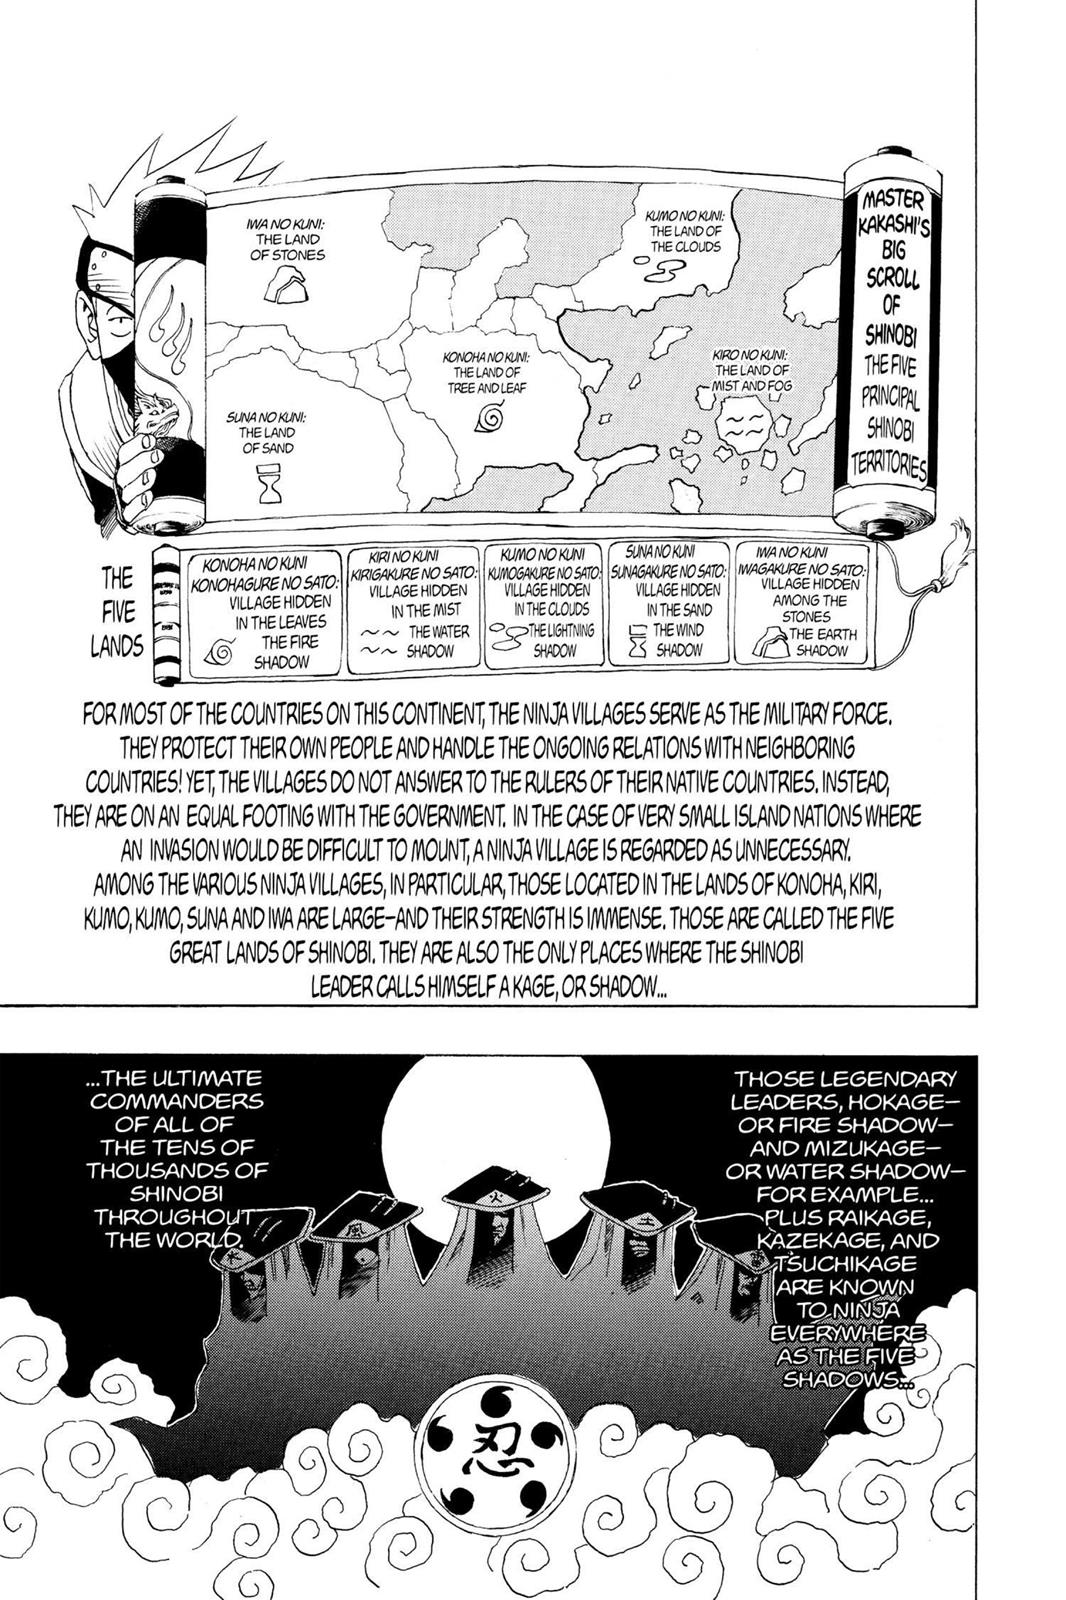 IWA NO KUNI:
THE LAND
OF STONES
KUMO NO KUNI:
THE LAND OF
THE CLOUDS
KONOHA NO KUNI:
THE LAND OF
TREE AND LEAF
KIRO NO KUNI:
THE LAND OF
MIST AND FOG
SUNA NO KUNI:
THE LAND
OF SAND
MASTER
KAKASHI'S
BIG
SCROLL
OF
SHINOBI
THE FIVE
PRINCIPAL
SHINOBI
TERRITORIES
THE
FIVE
LANDS
KONOHA NO KUNI
KONOHAGURE NO SATO:
VILLAGE HIDDEN
IN THE LEAVES
THE FIRE
SHADOW
KIRI NO KUNI
KIRIGAKURE NO SATO:
VILLAGE HIDDEN
IN THE MIST
THE WATER
SHADOW
KUMO NO KUNI
KUMOGAKURE NO SATO:
VILLAGE HIDDEN
IN THE CLOUDS
THE LIGHTNING
SHADOW
SUNA NO KUNI
SUNAGAKURE NO SATO:
VILLAGE HIDDEN
IN THE SAND
THE WIND
SHADOW
IWA NO KUNI
IWAGAKURE NO SATO:
VILLAGE HIDDEN
AMONG THE
STONES
THE EARTH
SHADOW
FOR MOST OF THE COUNTRIES ON THIS CONTINENT, THE NINJA VILLAGES SERVE AS THE MILITARY FORCE.
THEY PROTECT THEIR OWN PEOPLE AND HANDLE THE ONGOING RELATIONS WITH NEIGHBORING
COUNTRIES! YET, THE VILLAGES DO NOT ANSWER TO THE RULERS OF THEIR NATIVE COUNTRIES. INSTEAD,
THEY ARE ON AN EQUAL FOOTING WITH THE GOVERNMENT. IN THE CASE OF VERY SMALL ISLAND NATIONS WHERE
AN INVASION WOULD BE DIFFICULT TO MOUNT, A NINJA VILLAGE IS REGARDED AS UNNECESSARY.
AMONG THE VARIOUS NINJA VILLAGES, IN PARTICULAR, THOSE LOCATED IN THE LANDS OF KONOHA, KIRI,
KUMO, KUMO, SUNA AND IWA ARE LARGE—AND THEIR STRENGTH IS IMMENSE. THOSE ARE CALLED THE FIVE
GREAT LANDS OF SHINOBI. THEY ARE ALSO THE ONLY PLACES WHERE THE SHINOBI
LEADER CALLS HIMSELF A KAGE, OR SHADOW...
THOSE LEGENDARY
LEADERS, HOKAGE—
OR FIRE SHADOW—
AND MIZUKAGE—
OR WATER SHADOW—
FOR EXAMPLE...
PLUS RAIKAGE,
KAZEKAGE, AND
TSUCHIKAGE
ARE KNOWN
TO NINJA
EVERYWHERE
AS THE FIVE
SHADOWS...
...THE ULTIMATE
COMMANDERS
OF ALL OF
THE TENS OF
THOUSANDS OF
SHINOBI
THROUGHOUT
THE WORLD.
風
火
土
忍